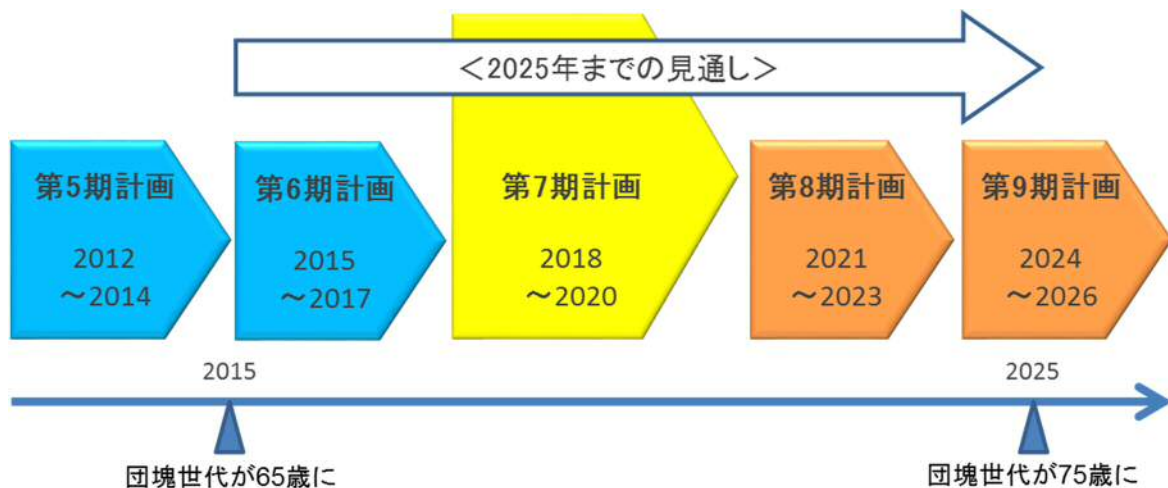 <2025年までの見通し>
第5期計画
2012
～2014
第6期計画
2015
～2017
第7期計画
2018
～2020
第8期計画
2021
～2023
第9期計画
2024
～2026
2015
2025
団塊世代が65歳に
団塊世代が75歳に